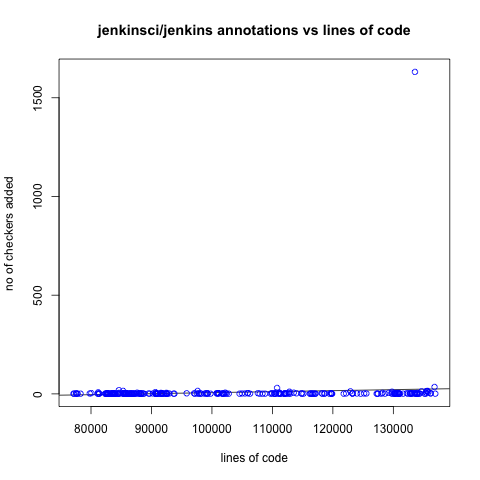 jenkinsci/jenkins annotations vs lines of code
no of checkers added
1500
1000
500
0
80000 90000 100000 110000 120000 130000
lines of code